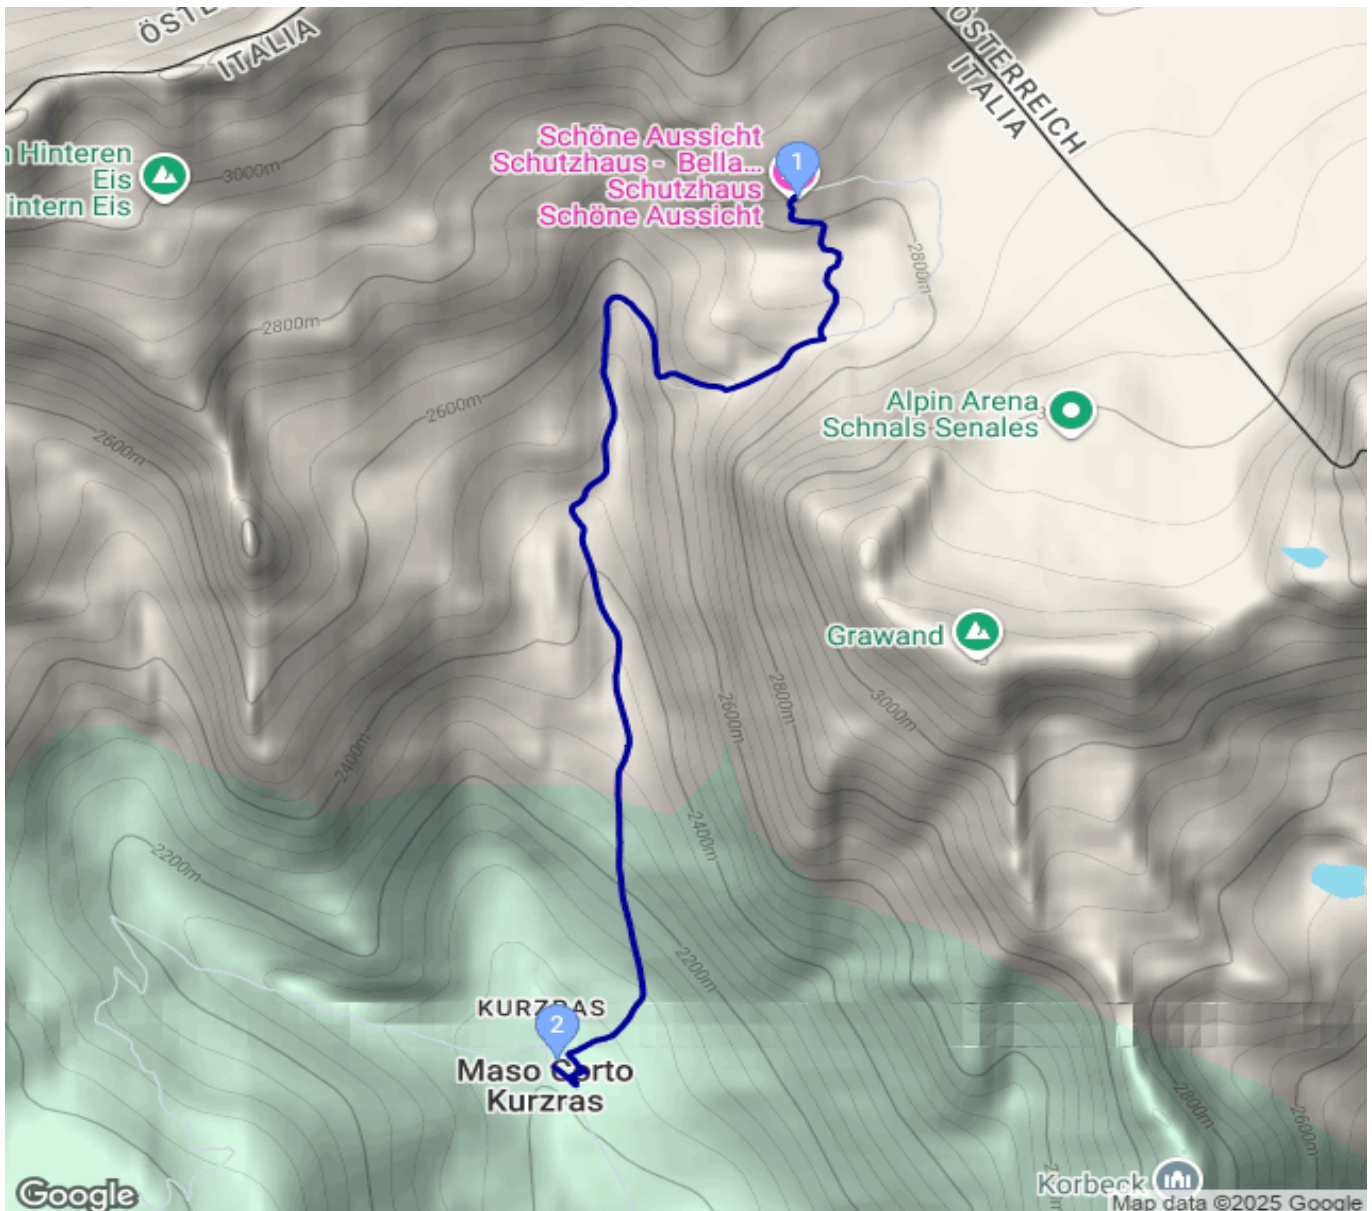 ÖSTE
ITALIA
ÖSTERREICH
ITALIA
n Hinteren
Eis
lintern Eis
3000m
Schöne Aussicht
Schutzhaus - Bella...
Schutzhaus
Schöne Aussicht
1
2800m
2800m
2600m
2600m
Alpin Arena
Schnals Senales
Grawand
2800m
2600m
3000m
2400m
2400m
2200m
2200m
KURZRAS
2
Maso Corto
Kurzras
2800m
2600m
Korbeck
Google
Map data ©2025 Google